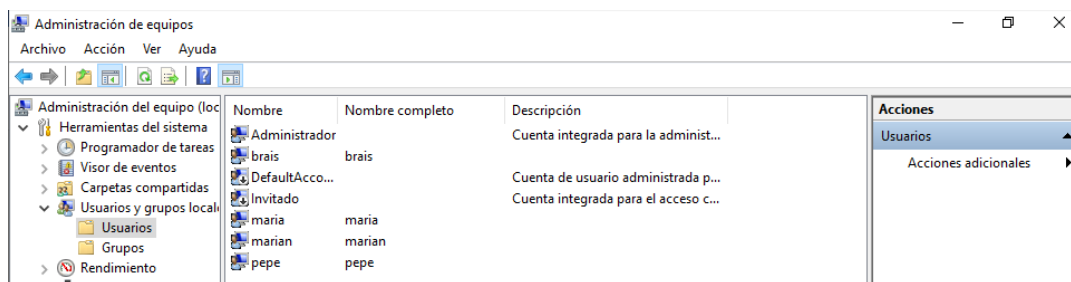 Administración de equipos
Archivo Acción Ver Ayuda
Administración del equipo (loc
Herramientas del sistema
Programador de tareas
Visor de eventos
Carpetas compartidas
Usuarios y grupos local
Usuarios
Grupos
Rendimiento
Nombre Nombre completo Descripción
Administrador Cuenta integrada para la administ...
brais brais
DefaultAcco... Cuenta de usuario administrada p...
Invitado Cuenta integrada para el acceso c...
maria maria
marian marian
pepe pepe
Acciones
Usuarios
Acciones adicionales